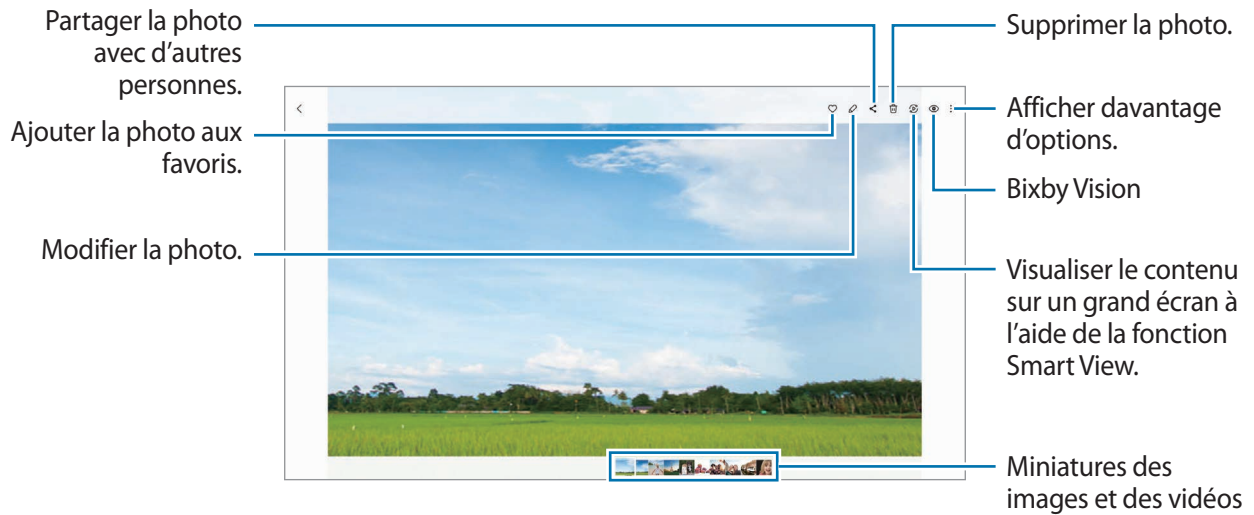 Partager la photo
avec d’autres
personnes.
Ajouter la photo aux
favoris.
Modifier la photo.
Supprimer la photo.
Afficher davantage
d’options.
Bixby Vision
Visualiser le contenu
sur un grand écran à
l’aide de la fonction
Smart View.
Miniatures des
images et des vidéos